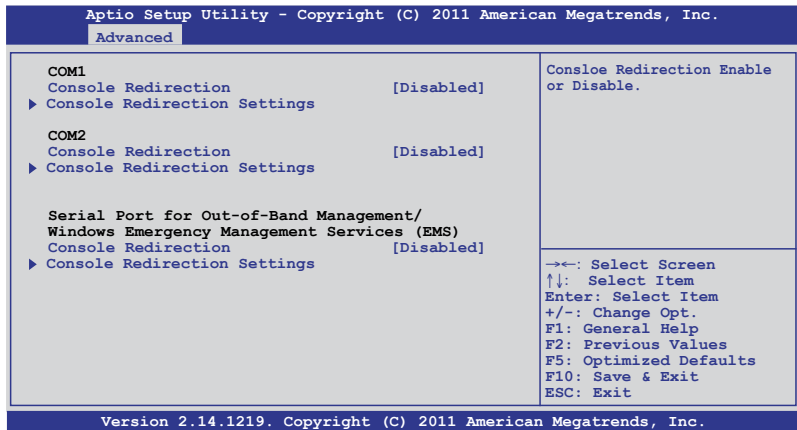 Aptio Setup Utility - Copyright (C) 2011 American Megatrends, Inc.
Advanced
COM1
Console Redirection [Disabled]
Console Redirection Settings
COM2
Console Redirection [Disabled]
Console Redirection Settings
Serial Port for Out-of-Band Management/
Windows Emergency Management Services (EMS)
Console Redirection [Disabled]
Console Redirection Settings
Consloe Redirection Enable
or Disable.
→←: Select Screen
↑↓: Select Item
Enter: Select Item
+/-: Change Opt.
F1: General Help
F2: Previous Values
F5: Optimized Defaults
F10: Save & Exit
ESC: Exit
Version 2.14.1219. Copyright (C) 2011 American Megatrends, Inc.